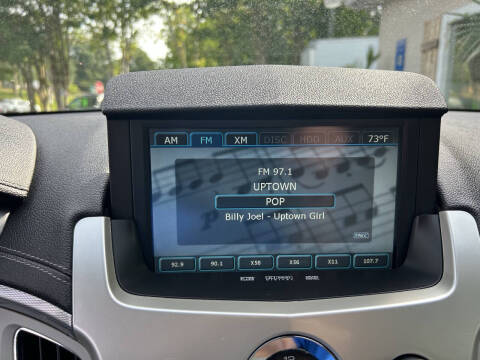 AM FM XM DISC HDD AUX 73°F
FM 97.1
UPTOWN
POP
Billy Joel - Uptown Girl
92.9 90.1 X58 X56 X11 107.7